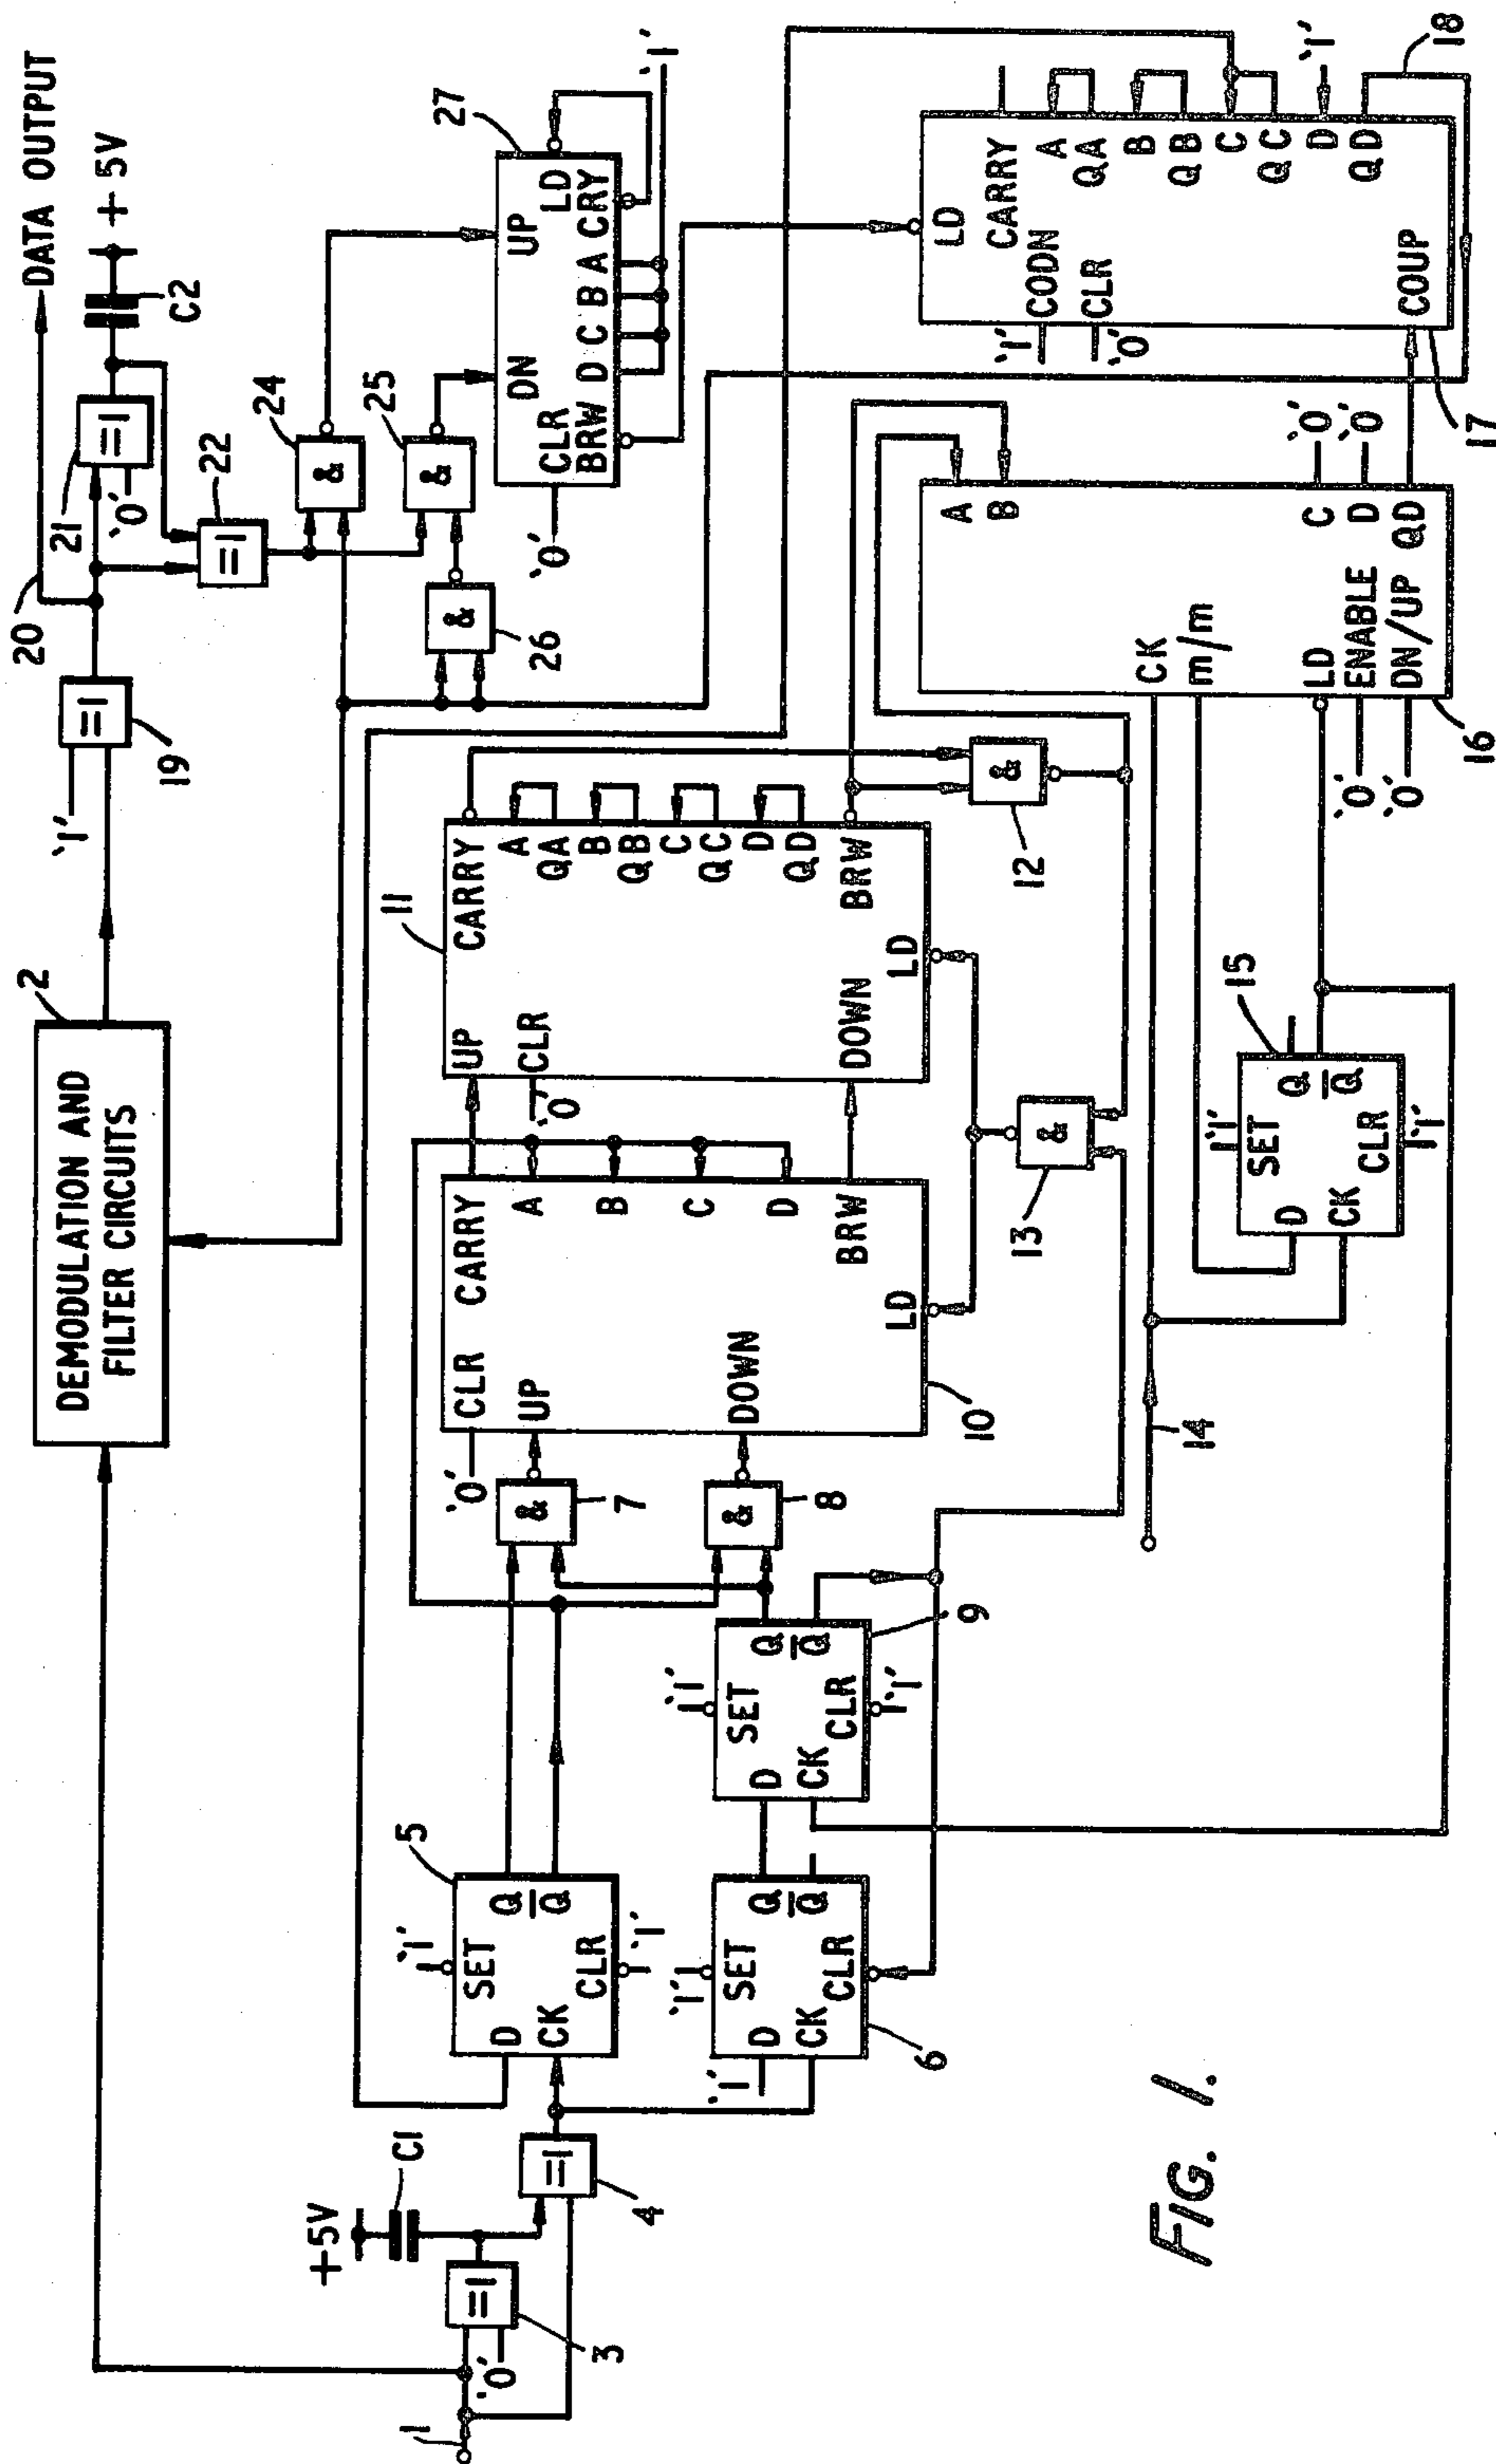 DATA OUTPUT
20
+ 5V
C2
'1'
=1
19
=1
21
'0'
=1
22
&
24
&
25
&
26
27
UP
DN
LD
CRY
CLR
BRW
D
C
B
A
'0'
'1'
2
DEMODULATION AND
FILTER CIRCUITS
11
UP
CARRY
CLR
'0'
A
QA
B
QB
C
QC
D
QD
BRW
DOWN
LD
&
12
&
13
10
CLR
CARRY
'0'
UP
A
B
C
D
DOWN
BRW
LD
&
7
&
8
5
'1'
SET
D
Q
Q
CK
CLR
'1'
6
'1'
SET
'1'
D
Q
Q
CK
CLR
9
'1'
SET
D
Q
Q
CK
CLR
'1'
+5V
C1
1
=1
'0'
3
=1
4
14
15
'1'
SET
D
Q
Q
CK
CLR
'1'
16
A
B
CK
m/m
C
'0'
D
'0'
LD
ENABLE
'0'
DN/UP
'0'
QD
17
LD
CARRY
CODN
'1'
CLR
'0'
A
QA
B
QB
C
QC
D
'1'
QD
COUP
18
FIG. 1.